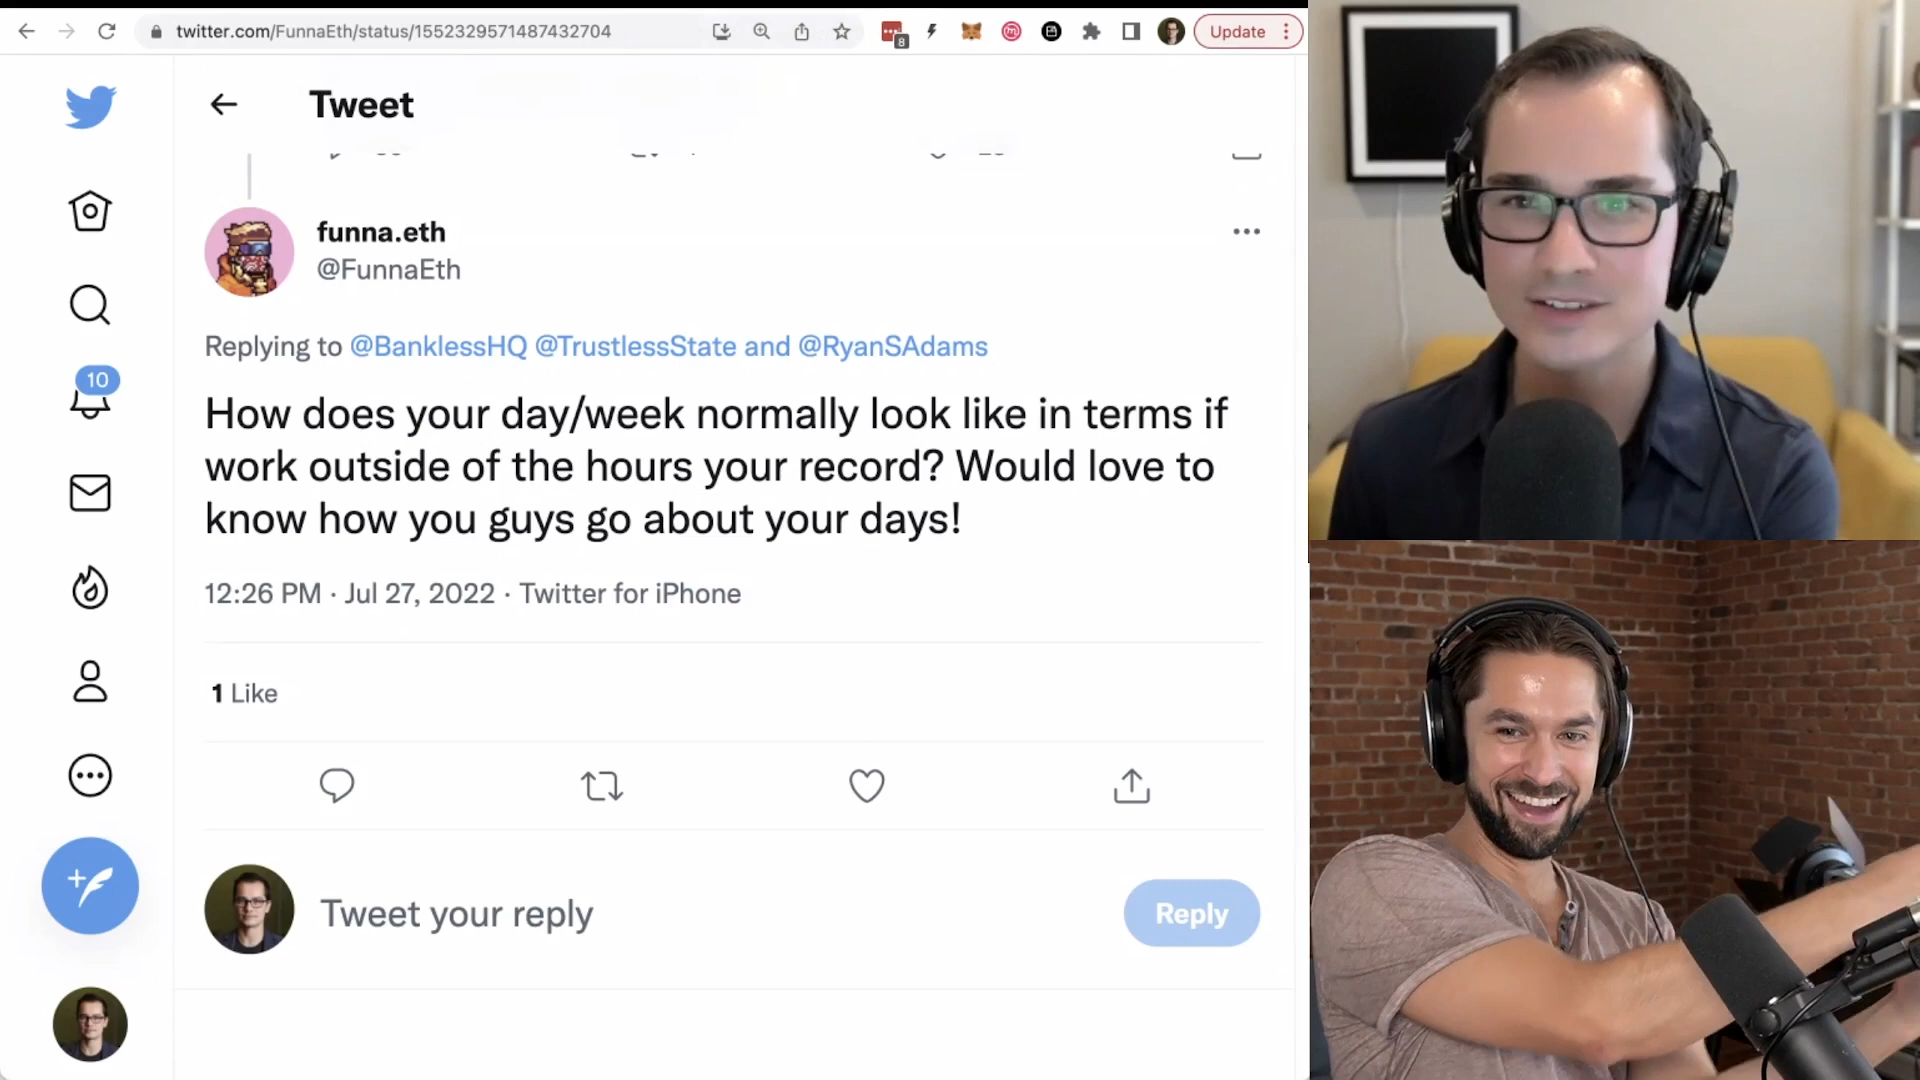 twitter.com/FunnaEth/status/1552329571487432704
8
Update
Tweet
funna.eth
@FunnaEth
Replying to @BanklessHQ @TrustlessState and @RyanSAdams
10
How does your day/week normally look like in terms if
work outside of the hours your record? Would love to
know how you guys go about your days!
12:26 PM · Jul 27, 2022 · Twitter for iPhone
1 Like
Tweet your reply
Reply